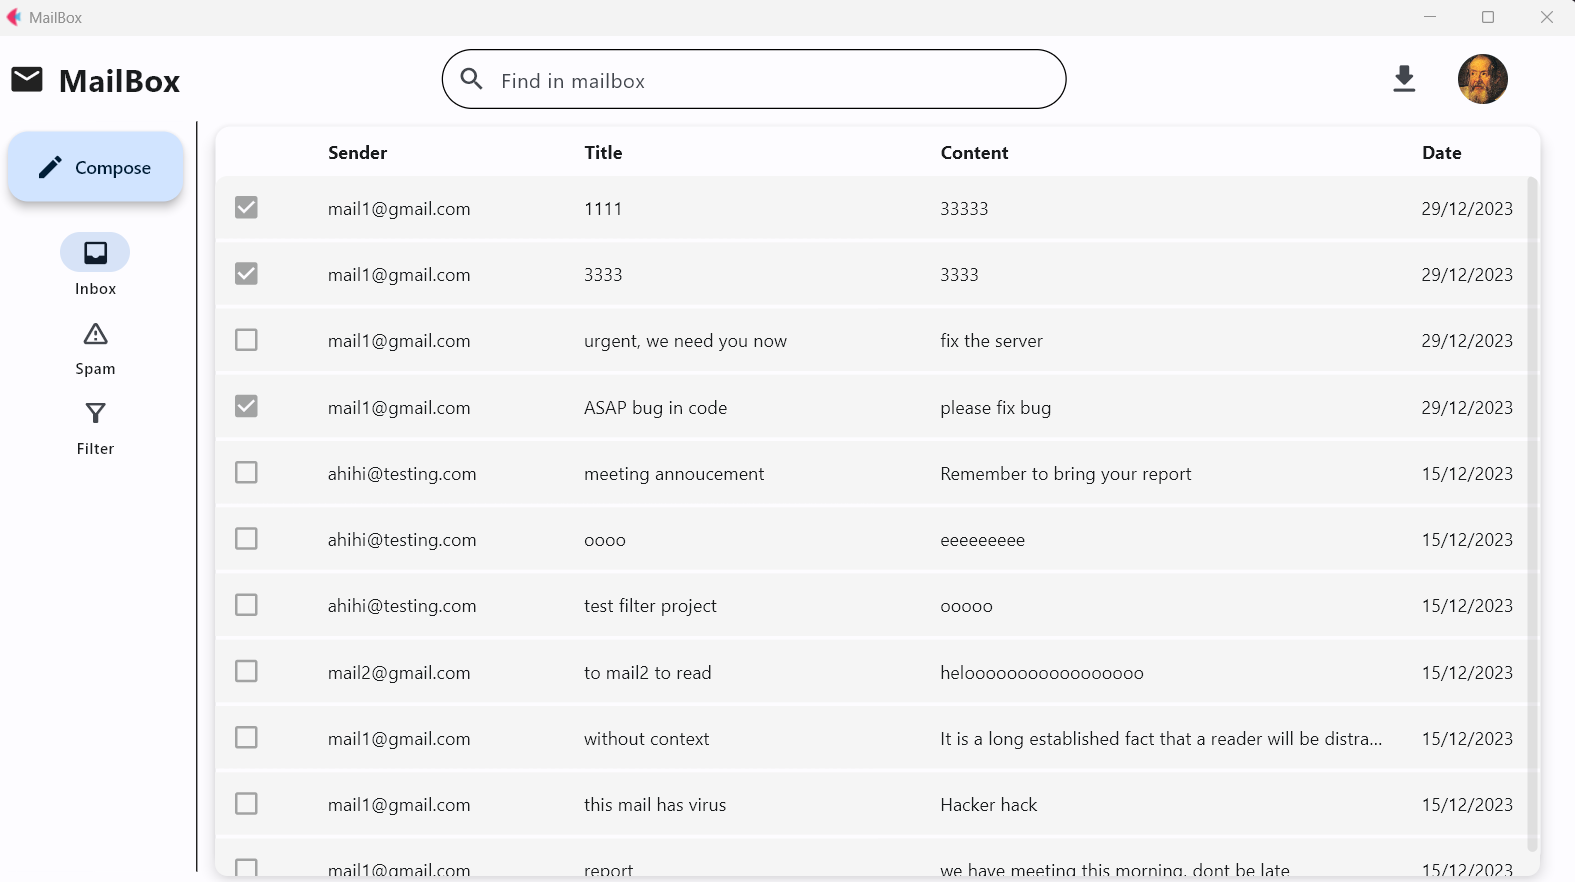 MailBox
MailBox
Find in mailbox
Compose
Inbox
Spam
Filter
Sender Title Content Date
mail1@gmail.com 1111 33333 29/12/2023
mail1@gmail.com 3333 3333 29/12/2023
mail1@gmail.com urgent, we need you now fix the server 29/12/2023
mail1@gmail.com ASAP bug in code please fix bug 29/12/2023
ahihi@testing.com meeting annoucement Remember to bring your report 15/12/2023
ahihi@testing.com oooo eeeeeeeee 15/12/2023
ahihi@testing.com test filter project ooooo 15/12/2023
mail2@gmail.com to mail2 to read helooooooooooooooooo 15/12/2023
mail1@gmail.com without context It is a long established fact that a reader will be distra... 15/12/2023
mail1@gmail.com this mail has virus Hacker hack 15/12/2023
mail1@gmail.com report we have meeting this morning, dont be late 15/12/2023